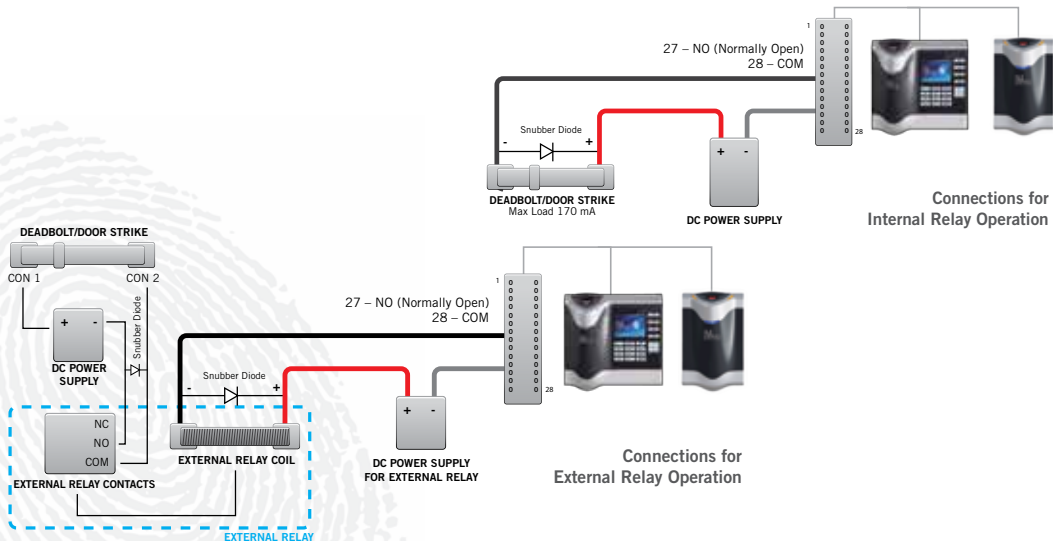 1
27 – NO (Normally Open)
28 – COM
Snubber Diode
- +
+ -
28
DEADBOLT/DOOR STRIKE
Max Load 170 mA
DC POWER SUPPLY
Connections for
Internal Relay Operation
DEADBOLT/DOOR STRIKE
CON 1 CON 2
+ -
Snubber Diode
DC POWER
SUPPLY
NC
NO
COM
EXTERNAL RELAY CONTACTS
1
27 – NO (Normally Open)
28 – COM
Snubber Diode
- +
28
+ -
EXTERNAL RELAY COIL
DC POWER SUPPLY
FOR EXTERNAL RELAY
Connections for
External Relay Operation
EXTERNAL RELAY